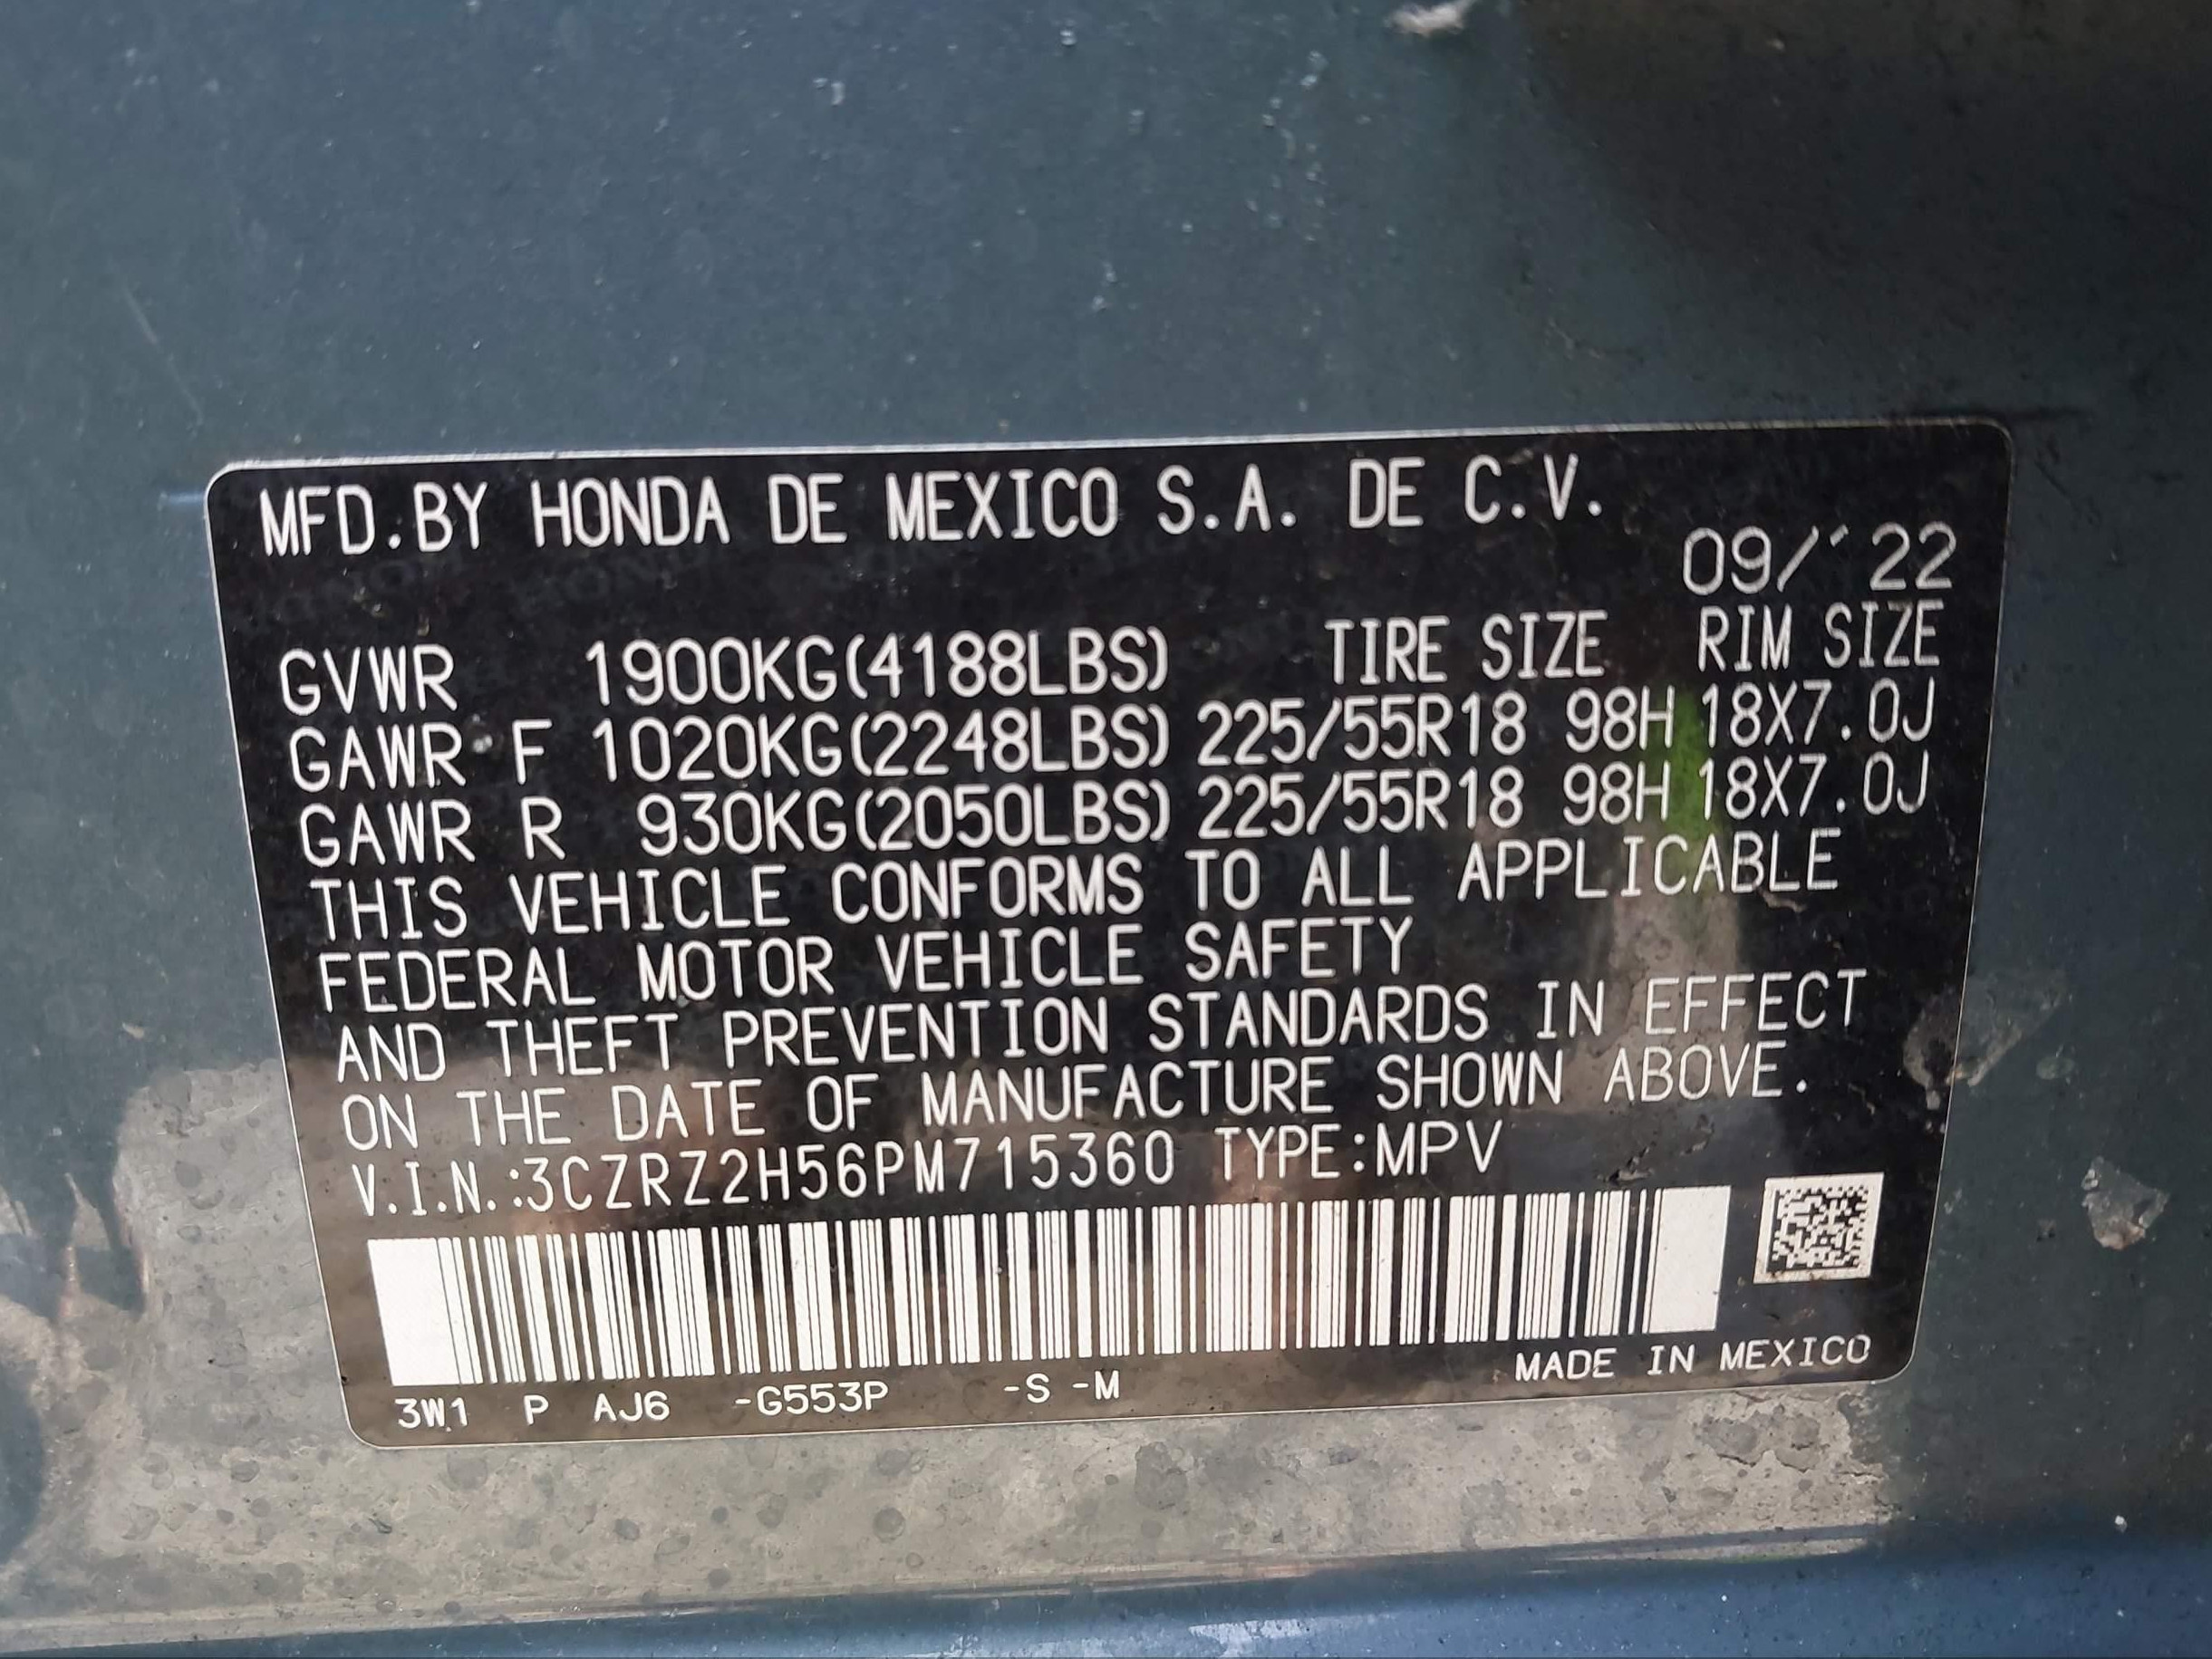 MFD.BY HONDA DE MEXICO S.A. DE C.V.
09/'22
GVWR 1900KG(4188LBS) TIRE SIZE RIM SIZE
GAWR F 1020KG(2248LBS) 225/55R18 98H 18X7.0J
GAWR R 930KG(2050LBS) 225/55R18 98H 18X7.0J
THIS VEHICLE CONFORMS TO ALL APPLICABLE
FEDERAL MOTOR VEHICLE SAFETY
AND THEFT PREVENTION STANDARDS IN EFFECT
ON THE DATE OF MANUFACTURE SHOWN ABOVE.
V.I.N.:3CZRZ2H56PM715360 TYPE:MPV
3W1 P AJ6 -G553P -S -M MADE IN MEXICO